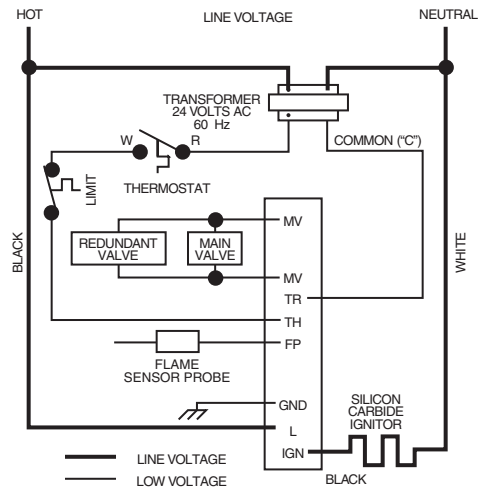 HOT
LINE VOLTAGE
NEUTRAL
TRANSFORMER
24 VOLTS AC
60 Hz
W
R
COMMON ("C")
THERMOSTAT
LIMIT
BLACK
WHITE
REDUNDANT
VALVE
MAIN
VALVE
MV
MV
TR
TH
FP
FLAME
SENSOR PROBE
GND
L
IGN
SILICON
CARBIDE
IGNITOR
BLACK
LINE VOLTAGE
LOW VOLTAGE